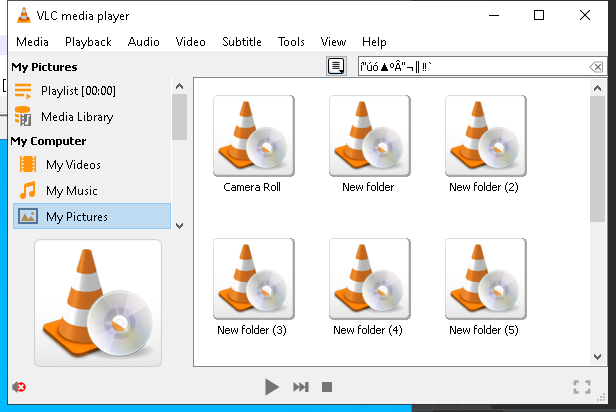 VLC media player
Media Playback Audio Video Subtitle Tools View Help
My Pictures
í"úó▲ºÂ"¬║‼`
Playlist [00:00]
Media Library
My Computer
My Videos
My Music
My Pictures
Camera Roll New folder New folder (2)
New folder (3) New folder (4) New folder (5)